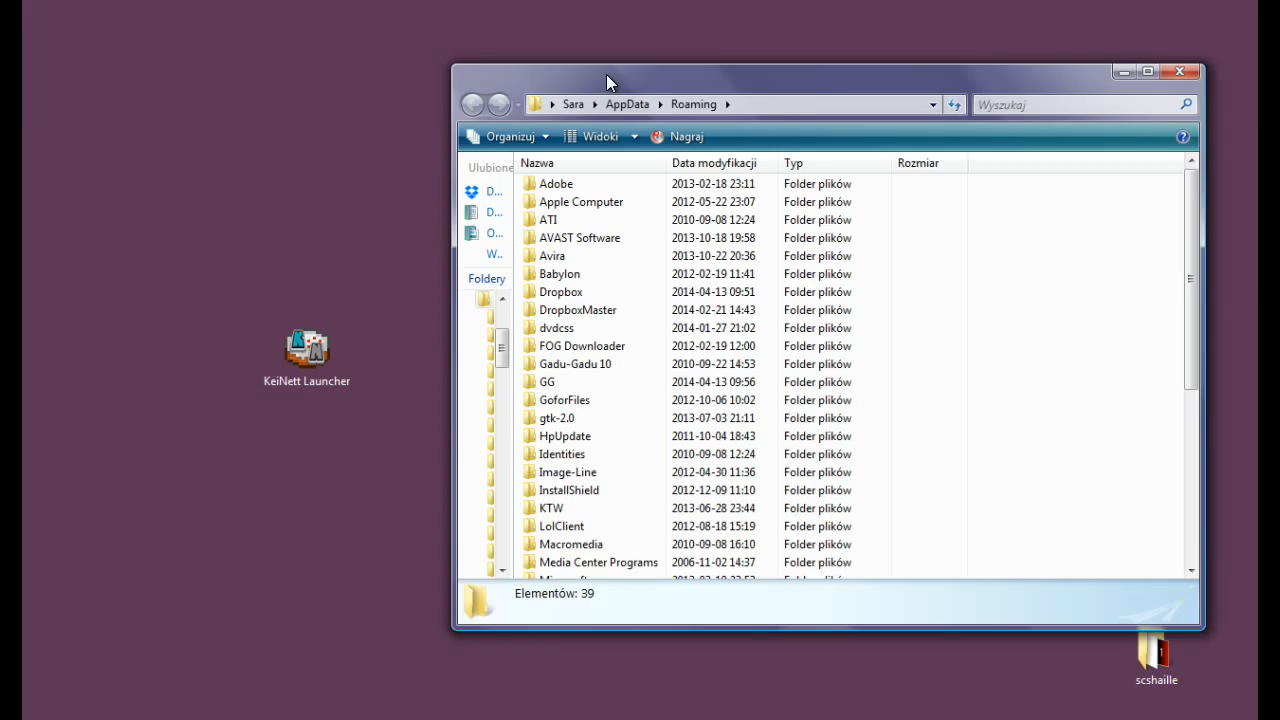 Sara AppData Roaming
Wyszukaj
Organizuj Widoki Nagraj
Ulubione
D...
D...
O...
W..
Foldery
Nazwa Data modyfikacji Typ Rozmiar
Adobe 2013-02-18 23:11 Folder plików
Apple Computer 2012-05-22 23:07 Folder plików
ATI 2010-09-08 12:24 Folder plików
AVAST Software 2013-10-18 19:58 Folder plików
Avira 2013-10-22 20:36 Folder plików
Babylon 2012-02-19 11:41 Folder plików
Dropbox 2014-04-13 09:51 Folder plików
DropboxMaster 2014-02-21 14:43 Folder plików
dvdcss 2014-01-27 21:02 Folder plików
FOG Downloader 2012-02-19 12:00 Folder plików
Gadu-Gadu 10 2010-09-22 14:53 Folder plików
GG 2014-04-13 09:56 Folder plików
GoforFiles 2012-10-06 10:02 Folder plików
gtk-2.0 2013-07-03 21:11 Folder plików
HpUpdate 2011-10-04 18:43 Folder plików
Identities 2010-09-08 12:24 Folder plików
Image-Line 2012-04-30 11:36 Folder plików
InstallShield 2012-12-09 11:10 Folder plików
KTW 2013-06-28 23:44 Folder plików
LolClient 2012-08-18 15:19 Folder plików
Macromedia 2010-09-08 16:10 Folder plików
Media Center Programs 2006-11-02 14:37 Folder plików
Elementów: 39
KeiNett Launcher
scshaille